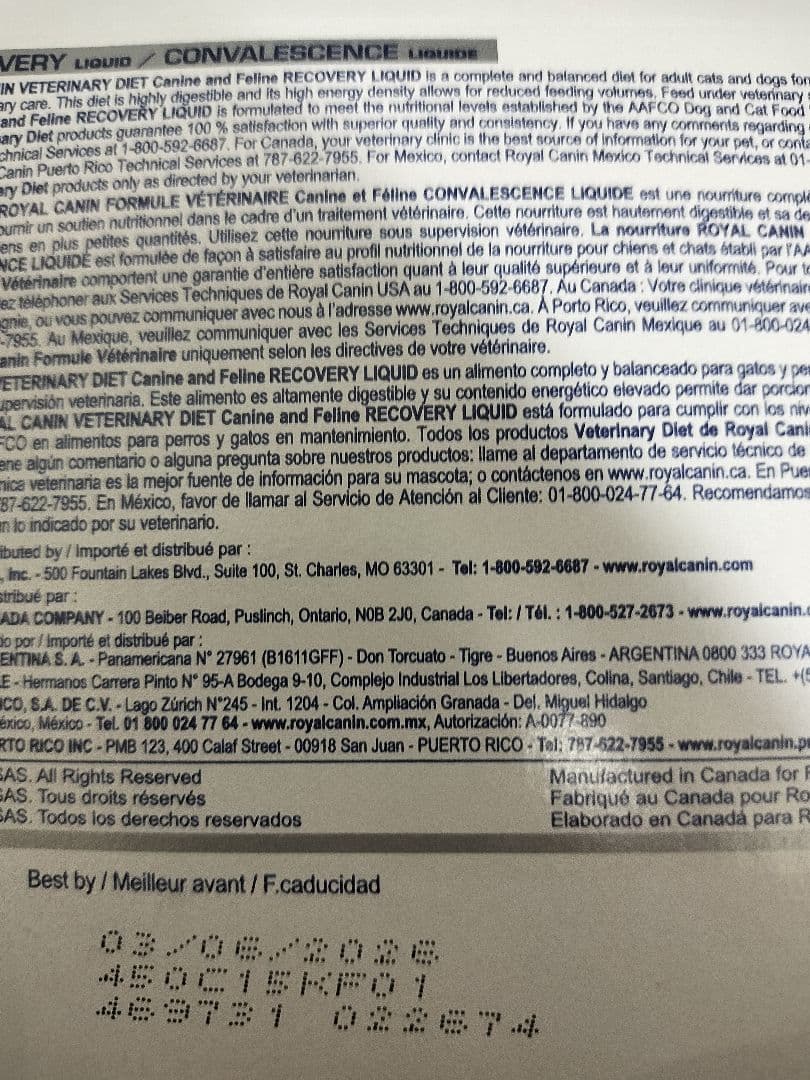 VERY LIQUID / CONVALESCENCE LIQUIDE
IN VETERINARY DIET Canine and Feline RECOVERY LIQUID is a complete and balanced diet for adult cats and dogs for
ary care. This diet is highly digestible and its high energy density allows for reduced feeding volumes. Feed under veterinary
and Feline RECOVERY LIQUID is formulated to meet the nutritional levels established by the AAFCO Dog and Cat Food
ary Diet products guarantee 100 % satisfaction with superior quality and consistency. If you have any comments regarding
chnical Services at 1-800-592-6687. For Canada, your veterinary clinic is the best source of information for your pet, or conta
Canin Puerto Rico Technical Services at 787-622-7955. For Mexico, contact Royal Canin Mexico Technical Services at 01-
ary Diet products only as directed by your veterinarian.
ROYAL CANIN FORMULE VÉTÉRINAIRE Canine et Féline CONVALESCENCE LIQUIDE est une nourriture complè
ournir un soutien nutritionnel dans le cadre d'un traitement vétérinaire. Cette nourriture est hautement digestible et sa de
ens en plus petites quantités. Utilisez cette nourriture sous supervision vétérinaire. La nourriture ROYAL CANIN
NCE LIQUIDE est formulée de façon à satisfaire au profil nutritionnel de la nourriture pour chiens et chats établi par l'AA
Vétérinaire comportent une garantie d'entière satisfaction quant à leur qualité supérieure et à leur uniformité. Pour to
ez téléphoner aux Services Techniques de Royal Canin USA au 1-800-592-6687. Au Canada : Votre clinique vétérinaire
gnie, ou vous pouvez communiquer avec nous à l'adresse www.royalcanin.ca. À Porto Rico, veuillez communiquer ave
-7955. Au Mexique, veuillez communiquer avec les Services Techniques de Royal Canin Mexique au 01-800-024
anin Formule Vétérinaire uniquement selon les directives de votre vétérinaire.
VETERINARY DIET Canine and Feline RECOVERY LIQUID es un alimento completo y balanceado para gatos y pe
upervisión veterinaria. Este alimento es altamente digestible y su contenido energético elevado permite dar porcion
AL CANIN VETERINARY DIET Canine and Feline RECOVERY LIQUID está formulado para cumplir con los niv
FCO en alimentos para perros y gatos en mantenimiento. Todos los productos Veterinary Diet de Royal Cani
ene algún comentario o alguna pregunta sobre nuestros productos: llame al departamento de servicio técnico de
nica veterinaria es la mejor fuente de información para su mascota; o contáctenos en www.royalcanin.ca. En Puer
787-622-7955. En México, favor de llamar al Servicio de Atención al Cliente: 01-800-024-77-64. Recomendamos
ún lo indicado por su veterinario.
ibuted by / Importé et distribué par :
, Inc. - 500 Fountain Lakes Blvd., Suite 100, St. Charles, MO 63301 - Tel: 1-800-592-6687 - www.royalcanin.com
stribué par :
ADA COMPANY - 100 Beiber Road, Puslinch, Ontario, N0B 2J0, Canada - Tel: / Tél. : 1-800-527-2673 - www.royalcanin.c
do por / Importé et distribué par :
ENTINA S. A. - Panamericana N° 27961 (B1611GFF) - Don Torcuato - Tigre - Buenos Aires - ARGENTINA 0800 333 ROYA
LE - Hermanos Carrera Pinto N° 95-A Bodega 9-10, Complejo Industrial Los Libertadores, Colina, Santiago, Chile - TEL. +(5
ICO, S.A. DE C.V. - Lago Zúrich N°245 - Int. 1204 - Col. Ampliación Granada - Del. Miguel Hidalgo
éxico, México - Tel. 01 800 024 77 64 - www.royalcanin.com.mx, Autorización: A-0077-890
RTO RICO INC - PMB 123, 400 Calaf Street - 00918 San Juan - PUERTO RICO - Tel: 787-622-7955 - www.royalcanin.p
SAS. All Rights Reserved
SAS. Tous droits réservés
SAS. Todos los derechos reservados
Manufactured in Canada for R
Fabriqué au Canada pour Ro
Elaborado en Canadá para R
Best by / Meilleur avant / F.caducidad
03/06/2026
450C15KF01
469731 022674